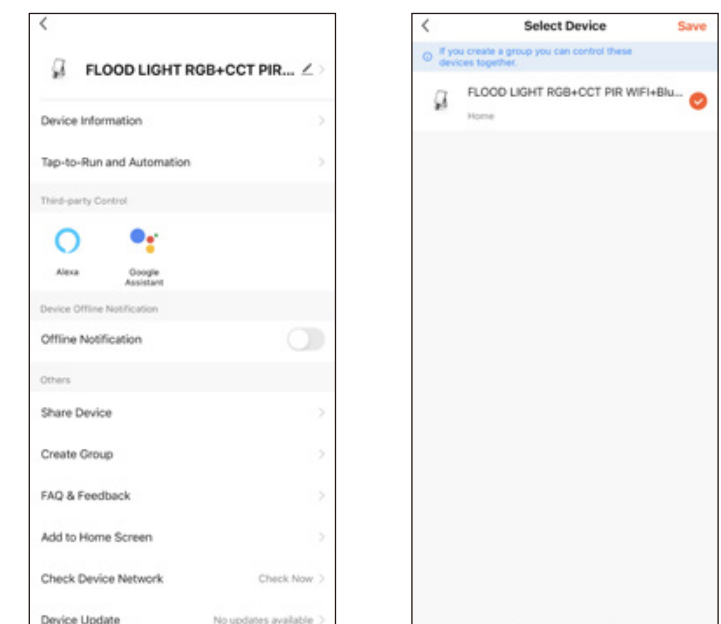 FLOOD LIGHT RGB+CCT PIR...
Device Information
Tap-to-Run and Automation
Third-party Control
Alexa
Google
Assistant
Device Offline Notification
Offline Notification
Others
Share Device
Create Group
FAQ & Feedback
Add to Home Screen
Check Device Network Check Now
Device Update No updates available
Select Device Save
If you create a group you can control these
devices together.
FLOOD LIGHT RGB+CCT PIR WIFI+Blu...
Home